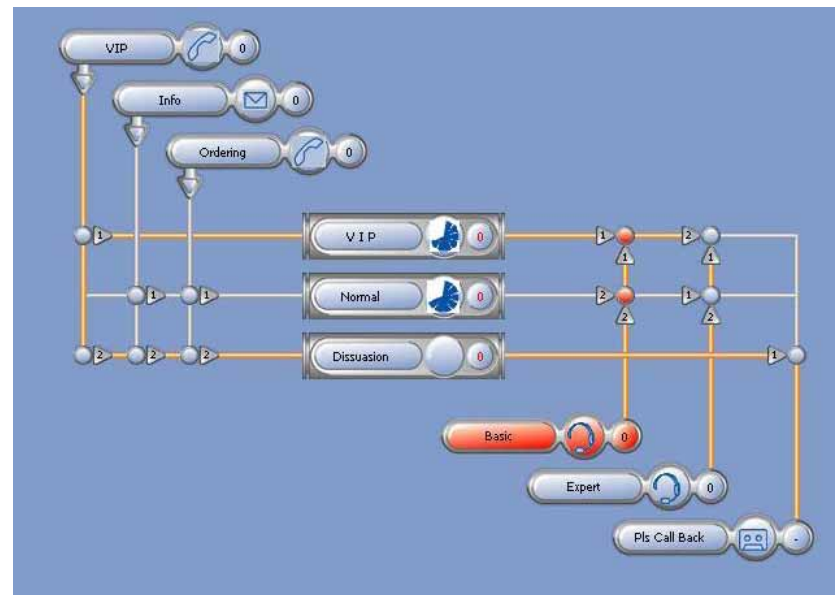 VIP 0
Info 0
Ordering 0
1 V I P 0 1 2
1 1
1 1 Normal 0 2 1
2 2
2 2 2 Dissuasion 0 1
Basic 0
Expert 0
Pls Call Back -